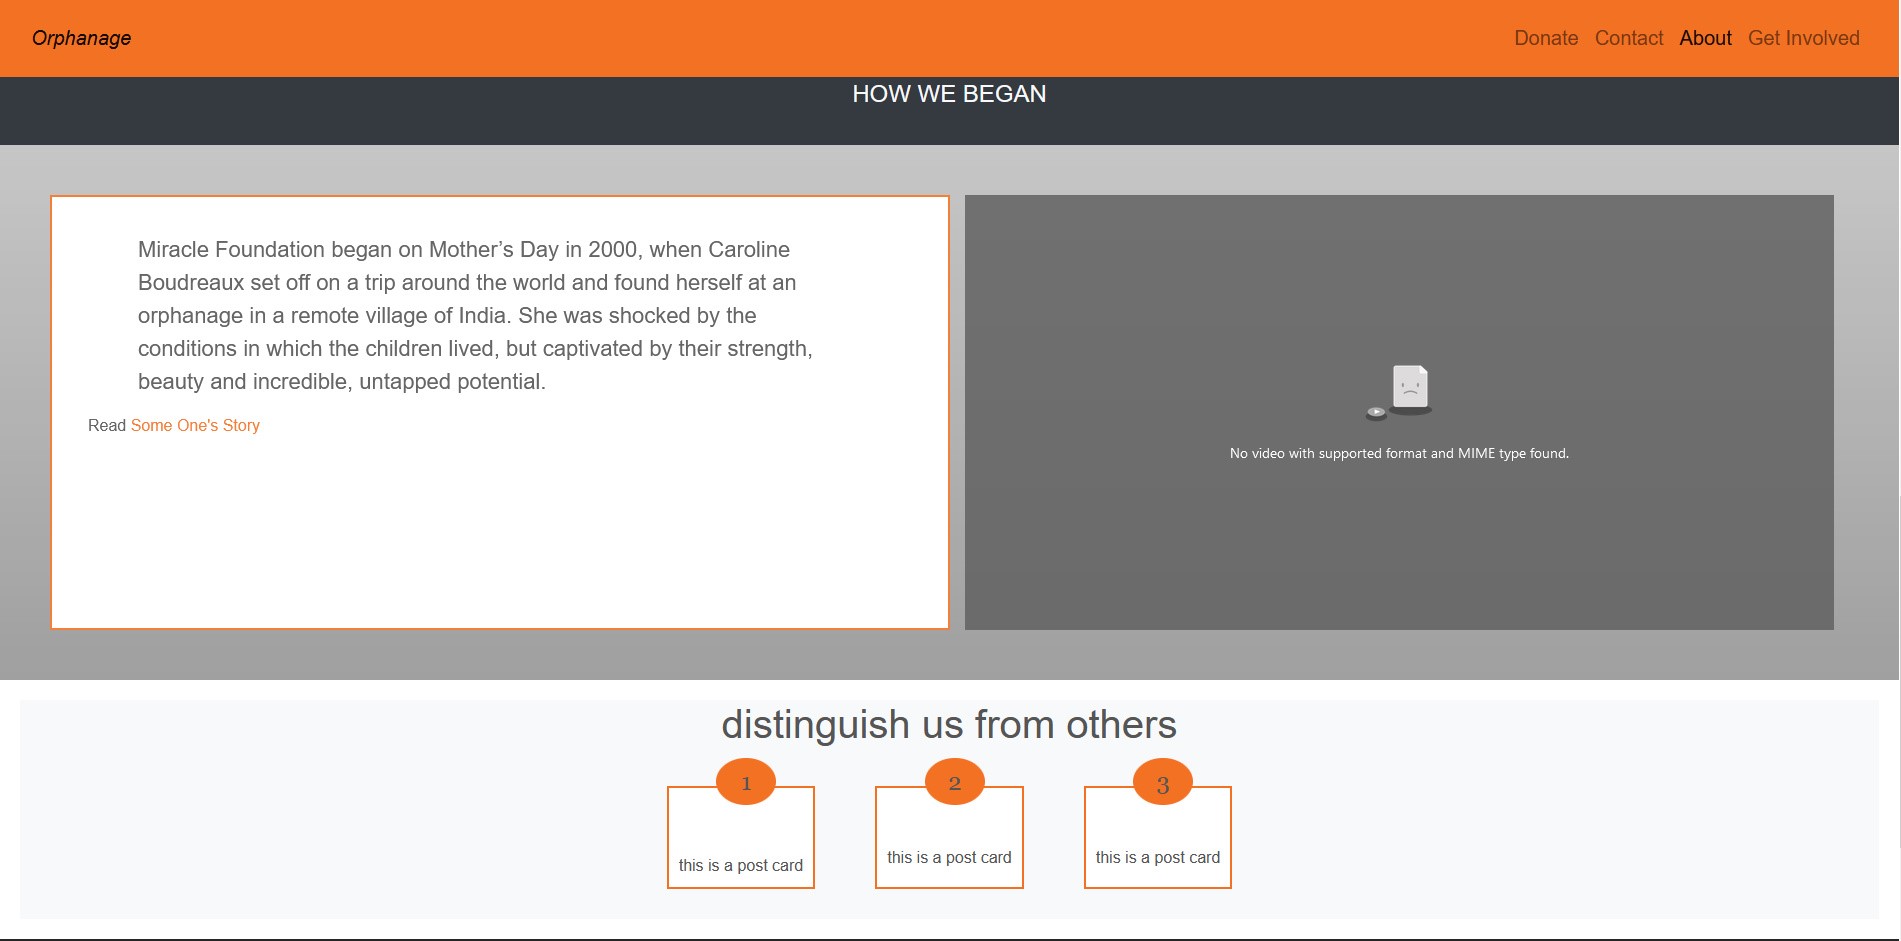 Orphanage
Donate Contact About Get Involved
HOW WE BEGAN
Miracle Foundation began on Mother’s Day in 2000, when Caroline
Boudreaux set off on a trip around the world and found herself at an
orphanage in a remote village of India. She was shocked by the
conditions in which the children lived, but captivated by their strength,
beauty and incredible, untapped potential.
Read Some One's Story
No video with supported format and MIME type found.
distinguish us from others
1
this is a post card
2
this is a post card
3
this is a post card